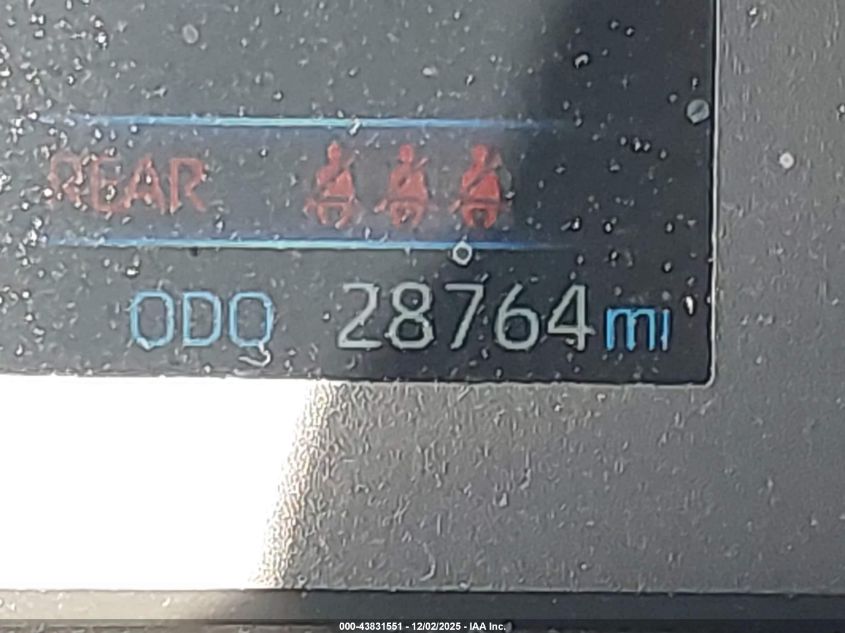 REAR
ODO 28764 mi
000-43831551 - 12/02/2025 - IAA Inc.